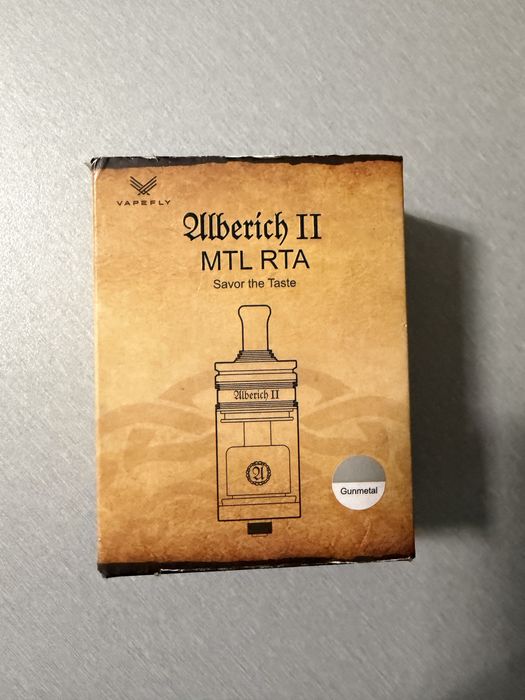 VAPEFLY
Alberich II
MTL RTA
Savor the Taste
Alberich II
A
Gunmetal